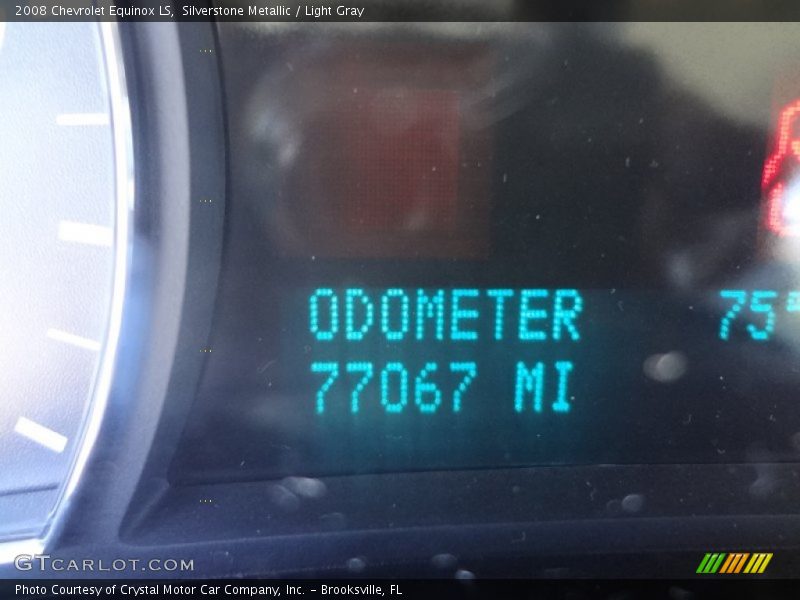 2008 Chevrolet Equinox LS, Silverstone Metallic / Light Gray
ODOMETER 75°
77067 MI
GTCARLOT.COM
Photo Courtesy of Crystal Motor Car Company, Inc. – Brooksville, FL